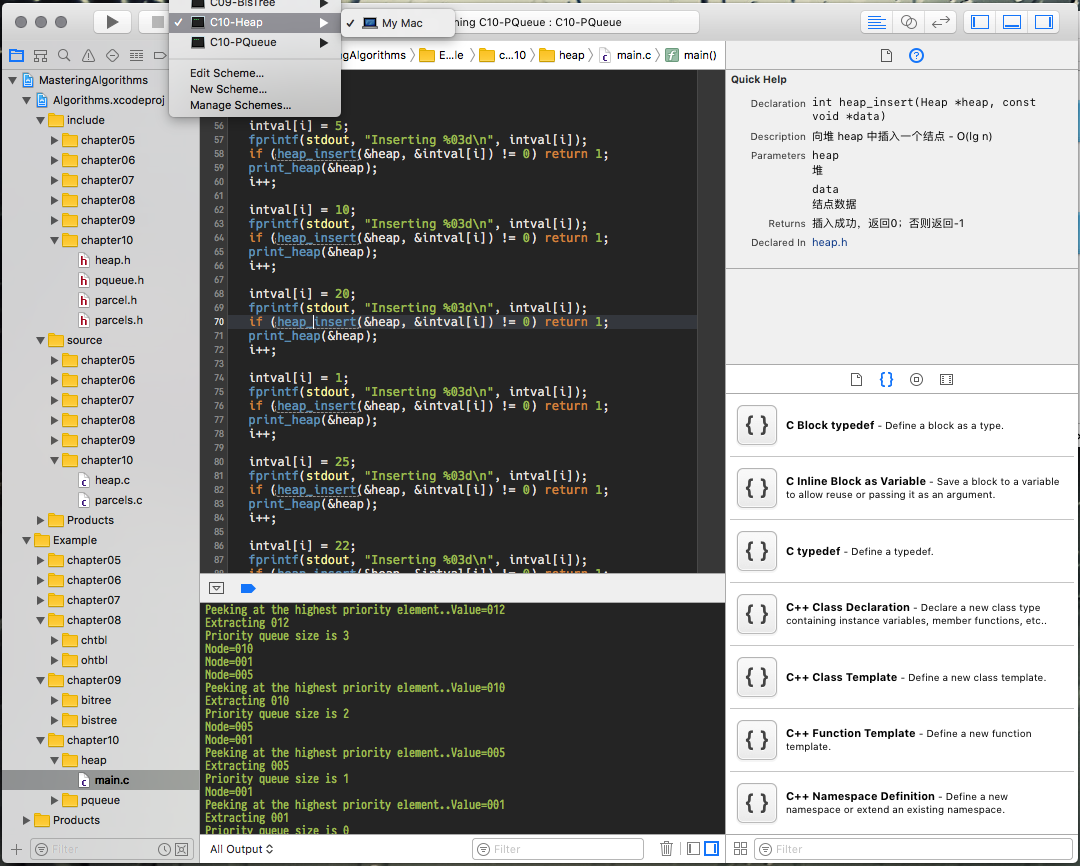 C09-BisTree
C10-Heap
My Mac
C10-PQueue
Edit Scheme...
New Scheme...
Manage Schemes...
ning C10-PQueue : C10-PQueue
ngAlgorithms
E...le
c...10
heap
main.c
main()
MasteringAlgorithms
Algorithms.xcodeproj
include
chapter05
chapter06
chapter07
chapter08
chapter09
chapter10
heap.h
pqueue.h
parcel.h
parcels.h
source
chapter05
chapter06
chapter07
chapter08
chapter09
chapter10
heap.c
parcels.c
Products
Example
chapter05
chapter06
chapter07
chapter08
chtbl
ohtbl
chapter09
bitree
bistree
chapter10
heap
main.c
pqueue
Products
Filter
56 intval[i] = 5;
57 fprintf(stdout, "Inserting %03d\n", intval[i]);
58 if (heap_insert(&heap, &intval[i]) != 0) return 1;
59 print_heap(&heap);
60 i++;
61
62 intval[i] = 10;
63 fprintf(stdout, "Inserting %03d\n", intval[i]);
64 if (heap_insert(&heap, &intval[i]) != 0) return 1;
65 print_heap(&heap);
66 i++;
67
68 intval[i] = 20;
69 fprintf(stdout, "Inserting %03d\n", intval[i]);
70 if (heap_insert(&heap, &intval[i]) != 0) return 1;
71 print_heap(&heap);
72 i++;
73
74 intval[i] = 1;
75 fprintf(stdout, "Inserting %03d\n", intval[i]);
76 if (heap_insert(&heap, &intval[i]) != 0) return 1;
77 print_heap(&heap);
78 i++;
79
80 intval[i] = 25;
81 fprintf(stdout, "Inserting %03d\n", intval[i]);
82 if (heap_insert(&heap, &intval[i]) != 0) return 1;
83 print_heap(&heap);
84 i++;
85
86 intval[i] = 22;
87 fprintf(stdout, "Inserting %03d\n", intval[i]);
88 if (heap_insert(&heap, &intval[i]) != 0) return 1;
Peeking at the highest priority element..Value=012
Extracting 012
Priority queue size is 3
Node=010
Node=001
Node=005
Peeking at the highest priority element..Value=010
Extracting 010
Priority queue size is 2
Node=005
Node=001
Peeking at the highest priority element..Value=005
Extracting 005
Priority queue size is 1
Node=001
Peeking at the highest priority element..Value=001
Extracting 001
Priority queue size is 0
All Output
Filter
Quick Help
Declaration int heap_insert(Heap *heap, const
void *data)
Description 向堆 heap 中插入一个结点 - O(lg n)
Parameters heap
堆
data
结点数据
Returns 插入成功，返回0；否则返回-1
Declared In heap.h
{} C Block typedef - Define a block as a type.
{} C Inline Block as Variable - Save a block to a variable
to allow reuse or passing it as an argument.
{} C typedef - Define a typedef.
{} C++ Class Declaration - Declare a new class type
containing instance variables, member functions, etc..
{} C++ Class Template - Define a new class template.
{} C++ Function Template - Define a new function
template.
{} C++ Namespace Definition - Define a new
namespace or extend an existing namespace.
Filter